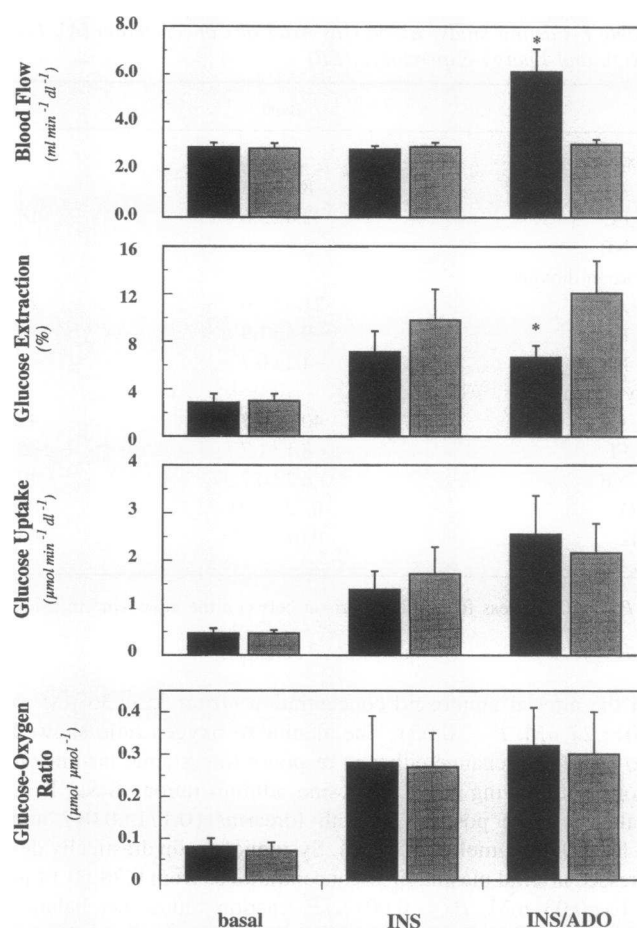 8.0
6.0
4.0
2.0
0.0
Blood Flow
(ml min⁻¹ dl⁻¹)
*
16
12
8
4
0
Glucose Extraction
(%)
*
4
3
2
1
0
Glucose Uptake
(µmol min⁻¹ dl⁻¹)
0.4
0.3
0.2
0.1
0
Glucose-Oxygen
Ratio
(µmol µmol⁻¹)
basal INS INS/ADO